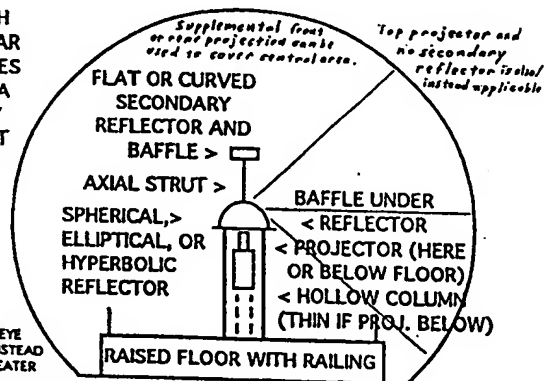 H
AR
ES
A
T
Supplemental front
or rear projection can be
used to cover central area.
Top projector and
no secondary
reflector is also/
instead applicable
FLAT OR CURVED
SECONDARY
REFLECTOR AND
BAFFLE >
AXIAL STRUT >
SPHERICAL,>
ELLIPTICAL, OR
HYPERBOLIC
REFLECTOR
BAFFLE UNDER
< REFLECTOR
< PROJECTOR (HERE
OR BELOW FLOOR)
< HOLLOW COLUMN
(THIN IF PROJ. BELOW)
EYE
STEAD
EATER
RAISED FLOOR WITH RAILING